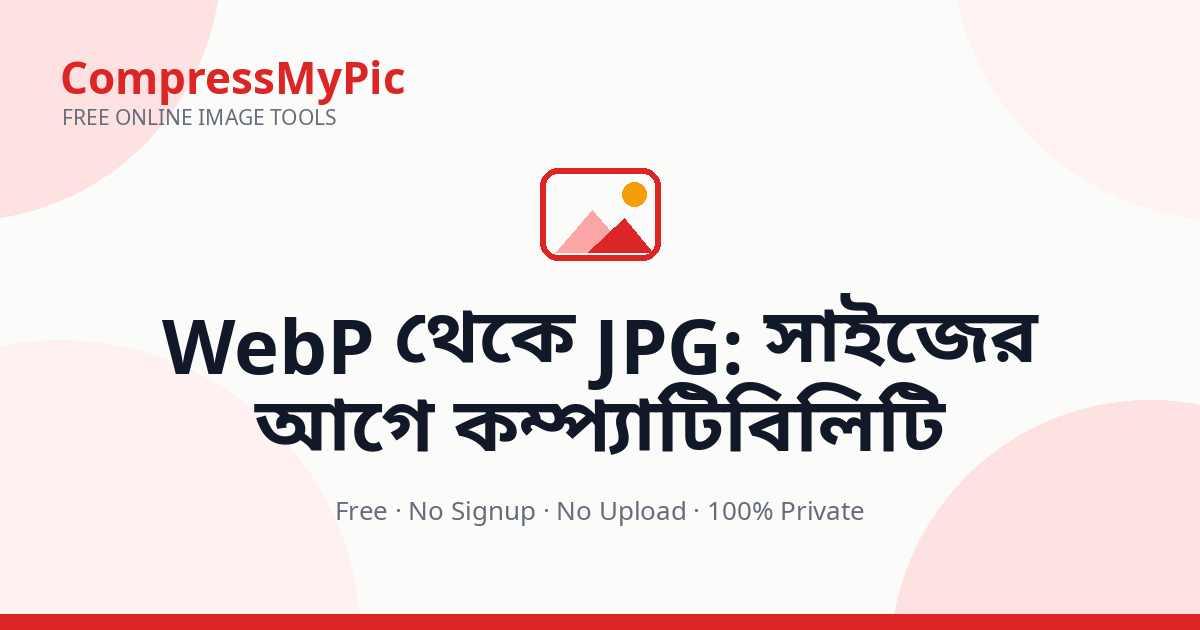 CompressMyPic
FREE ONLINE IMAGE TOOLS
WebP থেকে JPG: সাইজের
আগে কম্প্যাটিবিলিটি
Free · No Signup · No Upload · 100% Private